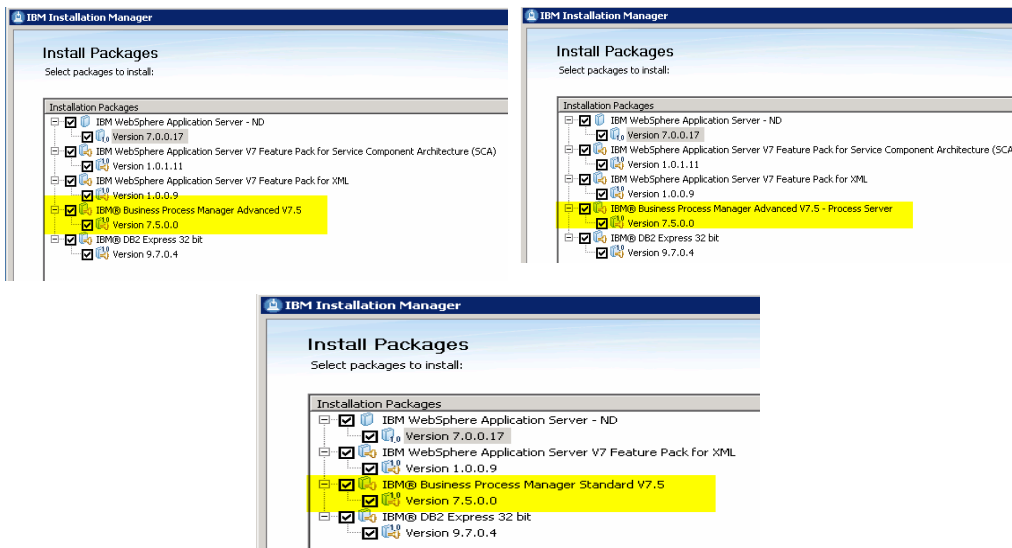 IBM Installation Manager
Install Packages
Select packages to install:
Installation Packages
IBM WebSphere Application Server - ND
Version 7.0.0.17
IBM WebSphere Application Server V7 Feature Pack for Service Component Architecture (SCA)
Version 1.0.1.11
IBM WebSphere Application Server V7 Feature Pack for XML
Version 1.0.0.9
IBM® Business Process Manager Advanced V7.5
Version 7.5.0.0
IBM® DB2 Express 32 bit
Version 9.7.0.4
IBM Installation Manager
Install Packages
Select packages to install:
Installation Packages
IBM WebSphere Application Server - ND
Version 7.0.0.17
IBM WebSphere Application Server V7 Feature Pack for Service Component Architecture (SCA
Version 1.0.1.11
IBM WebSphere Application Server V7 Feature Pack for XML
Version 1.0.0.9
IBM® Business Process Manager Advanced V7.5 - Process Server
Version 7.5.0.0
IBM® DB2 Express 32 bit
Version 9.7.0.4
IBM Installation Manager
Install Packages
Select packages to install:
Installation Packages
IBM WebSphere Application Server - ND
Version 7.0.0.17
IBM WebSphere Application Server V7 Feature Pack for XML
Version 1.0.0.9
IBM® Business Process Manager Standard V7.5
Version 7.5.0.0
IBM® DB2 Express 32 bit
Version 9.7.0.4